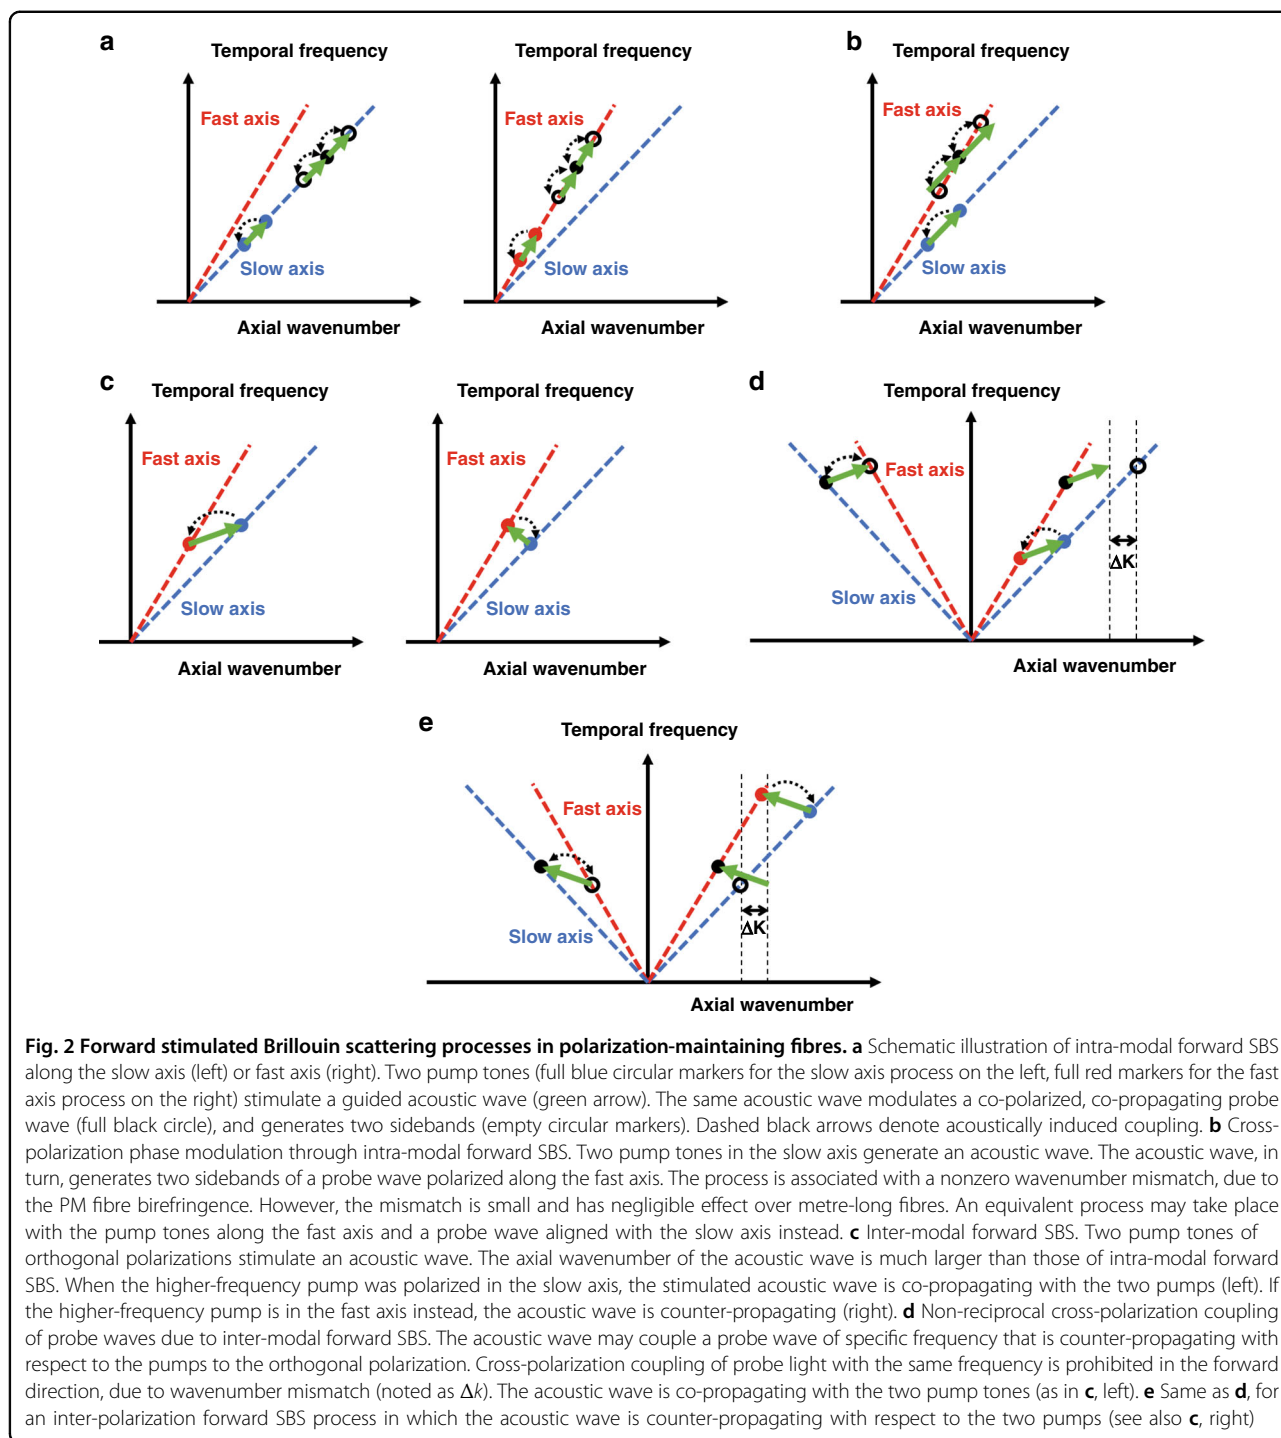 a
Temporal frequency
Fast axis
Slow axis
Axial wavenumber
Temporal frequency
Fast axis
Slow axis
Axial wavenumber
b
Temporal frequency
Fast axis
Slow axis
Axial wavenumber
c
Temporal frequency
Fast axis
Slow axis
Axial wavenumber
Temporal frequency
Fast axis
Slow axis
Axial wavenumber
d
Temporal frequency
Fast axis
Slow axis
ΔK
Axial wavenumber
e
Temporal frequency
Fast axis
Slow axis
ΔK
Axial wavenumber
Fig. 2 Forward stimulated Brillouin scattering processes in polarization-maintaining fibres. a Schematic illustration of intra-modal forward SBS
along the slow axis (left) or fast axis (right). Two pump tones (full blue circular markers for the slow axis process on the left, full red markers for the fast
axis process on the right) stimulate a guided acoustic wave (green arrow). The same acoustic wave modulates a co-polarized, co-propagating probe
wave (full black circle), and generates two sidebands (empty circular markers). Dashed black arrows denote acoustically induced coupling. b Cross-
polarization phase modulation through intra-modal forward SBS. Two pump tones in the slow axis generate an acoustic wave. The acoustic wave, in
turn, generates two sidebands of a probe wave polarized along the fast axis. The process is associated with a nonzero wavenumber mismatch, due to
the PM fibre birefringence. However, the mismatch is small and has negligible effect over metre-long fibres. An equivalent process may take place
with the pump tones along the fast axis and a probe wave aligned with the slow axis instead. c Inter-modal forward SBS. Two pump tones of
orthogonal polarizations stimulate an acoustic wave. The axial wavenumber of the acoustic wave is much larger than those of intra-modal forward
SBS. When the higher-frequency pump was polarized in the slow axis, the stimulated acoustic wave is co-propagating with the two pumps (left). If
the higher-frequency pump is in the fast axis instead, the acoustic wave is counter-propagating (right). d Non-reciprocal cross-polarization coupling
of probe waves due to inter-modal forward SBS. The acoustic wave may couple a probe wave of specific frequency that is counter-propagating with
respect to the pumps to the orthogonal polarization. Cross-polarization coupling of probe light with the same frequency is prohibited in the forward
direction, due to wavenumber mismatch (noted as Δk). The acoustic wave is co-propagating with the two pump tones (as in c, left). e Same as d, for
an inter-polarization forward SBS process in which the acoustic wave is counter-propagating with respect to the two pumps (see also c, right)